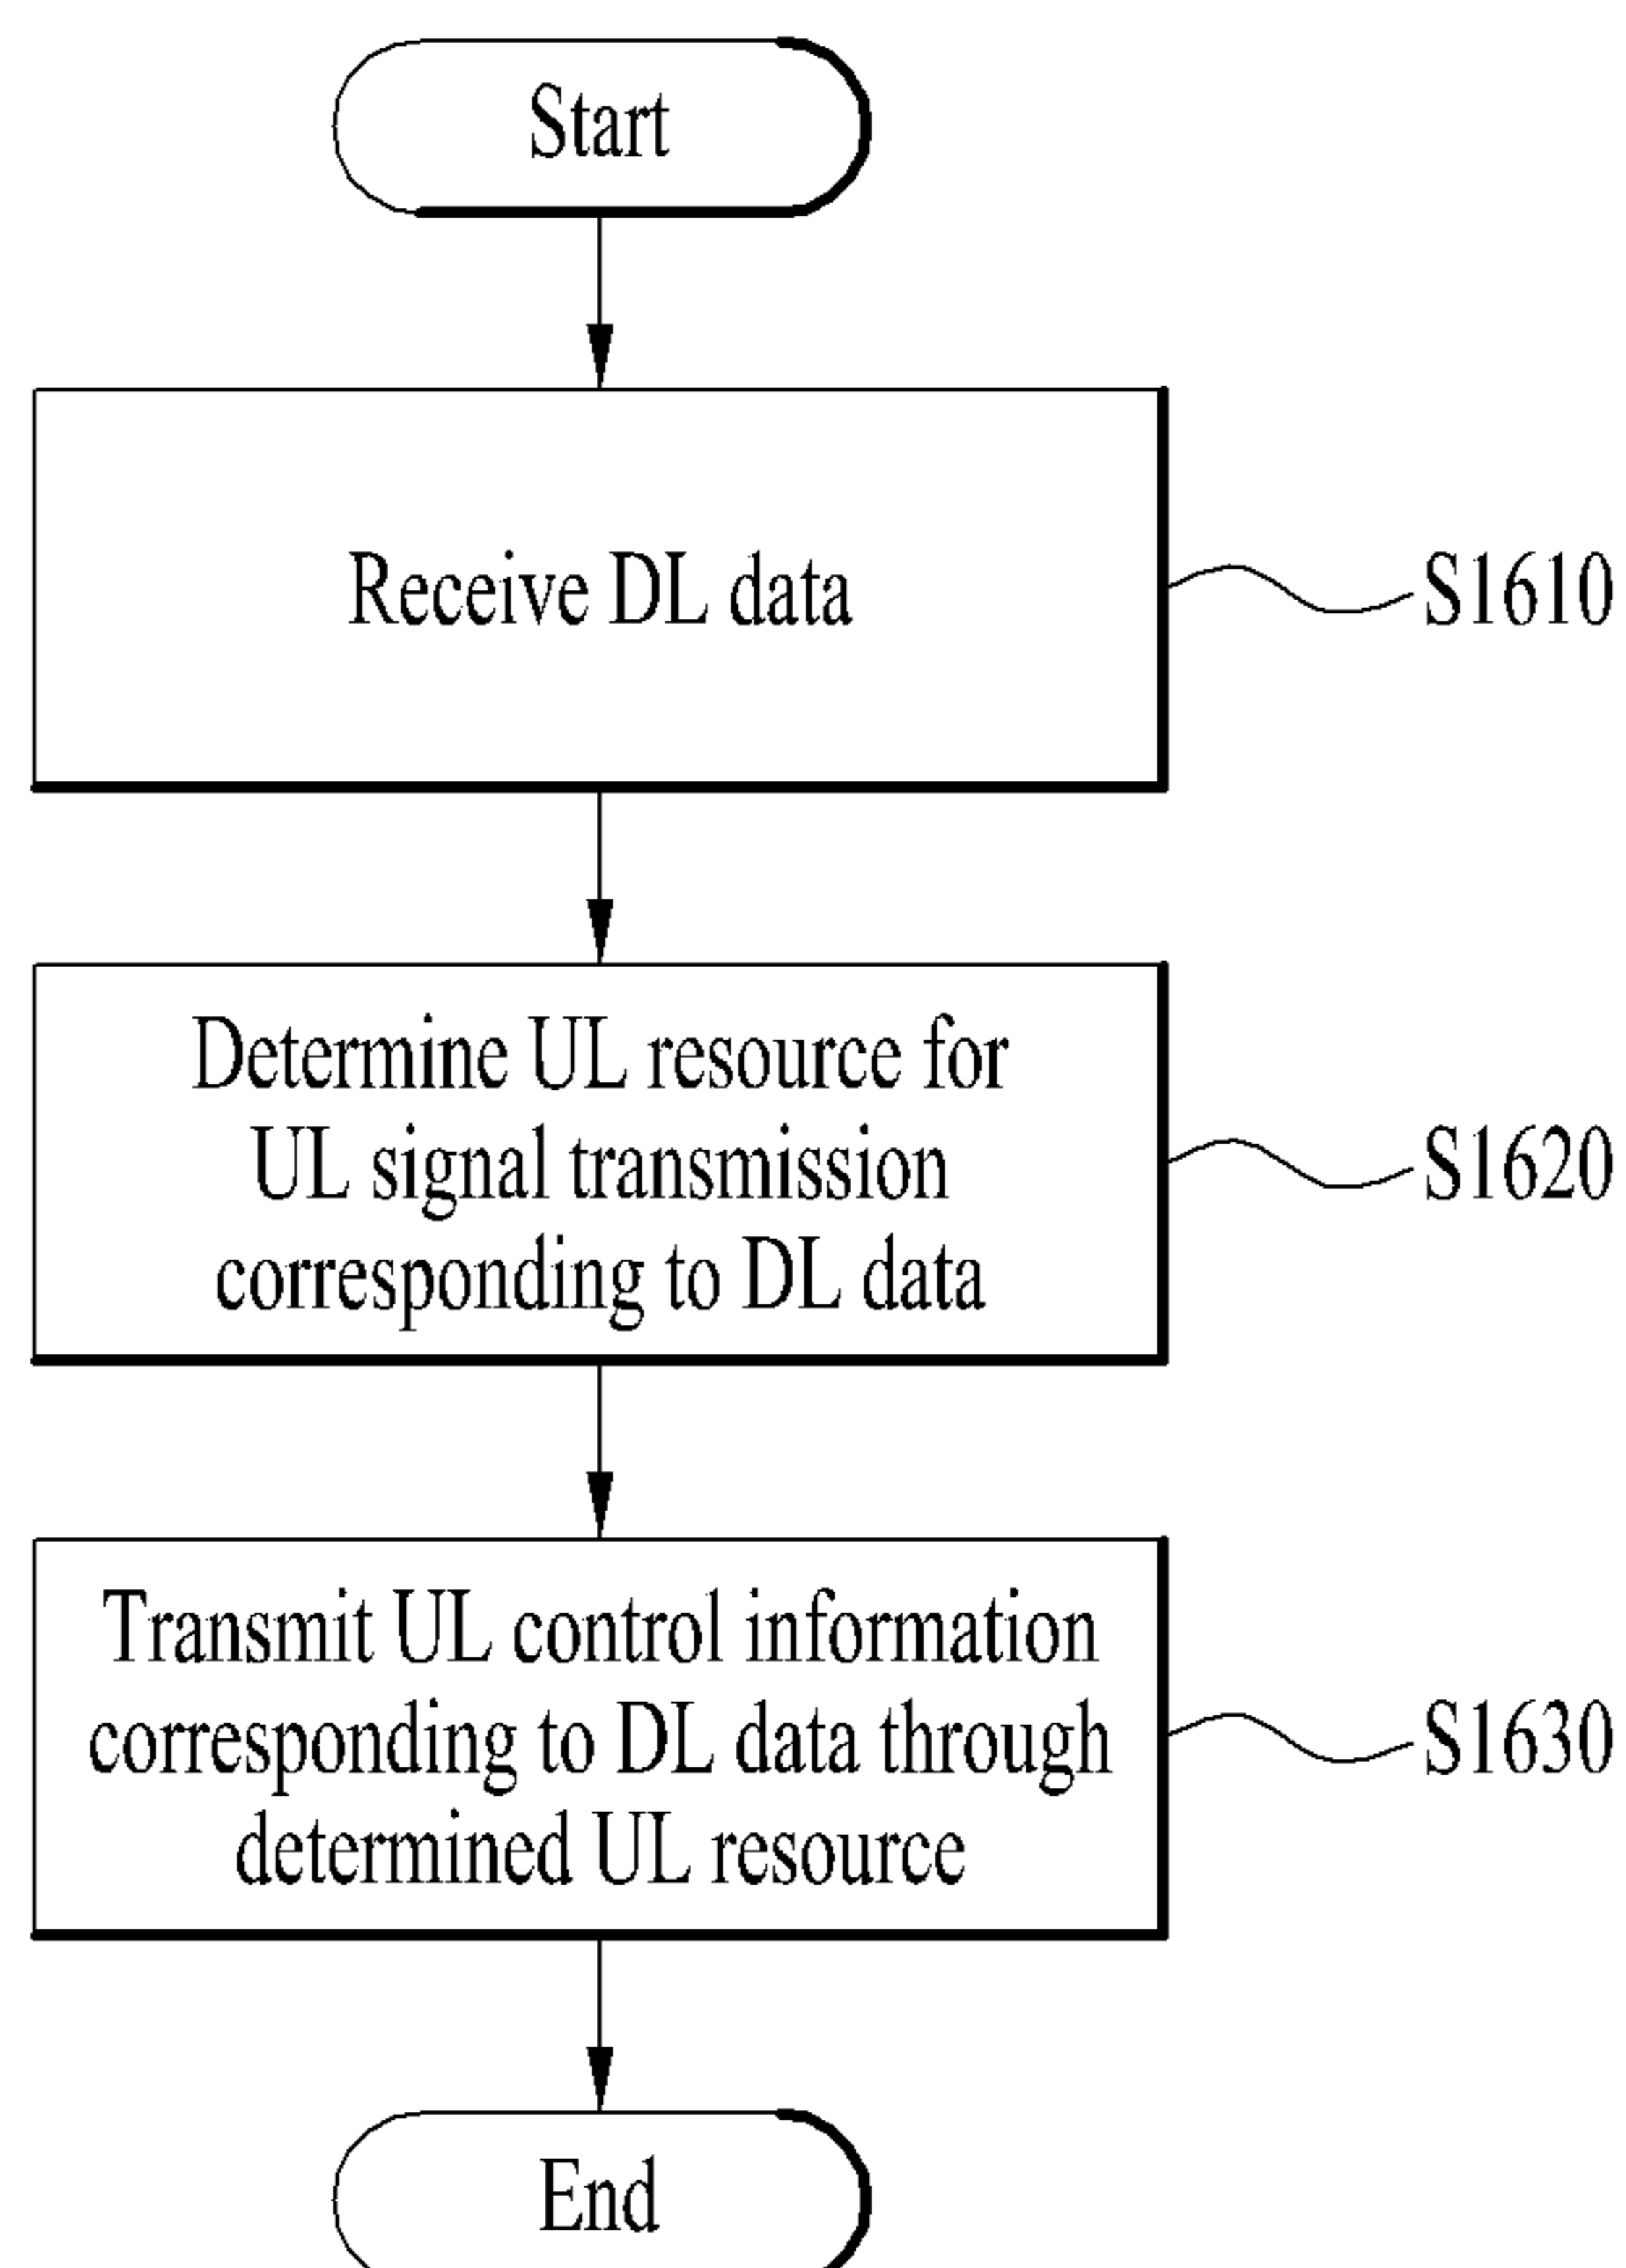 Start
Receive DL data
S1610
Determine UL resource for
UL signal transmission
corresponding to DL data
S1620
Transmit UL control information
corresponding to DL data through
determined UL resource
S1630
End